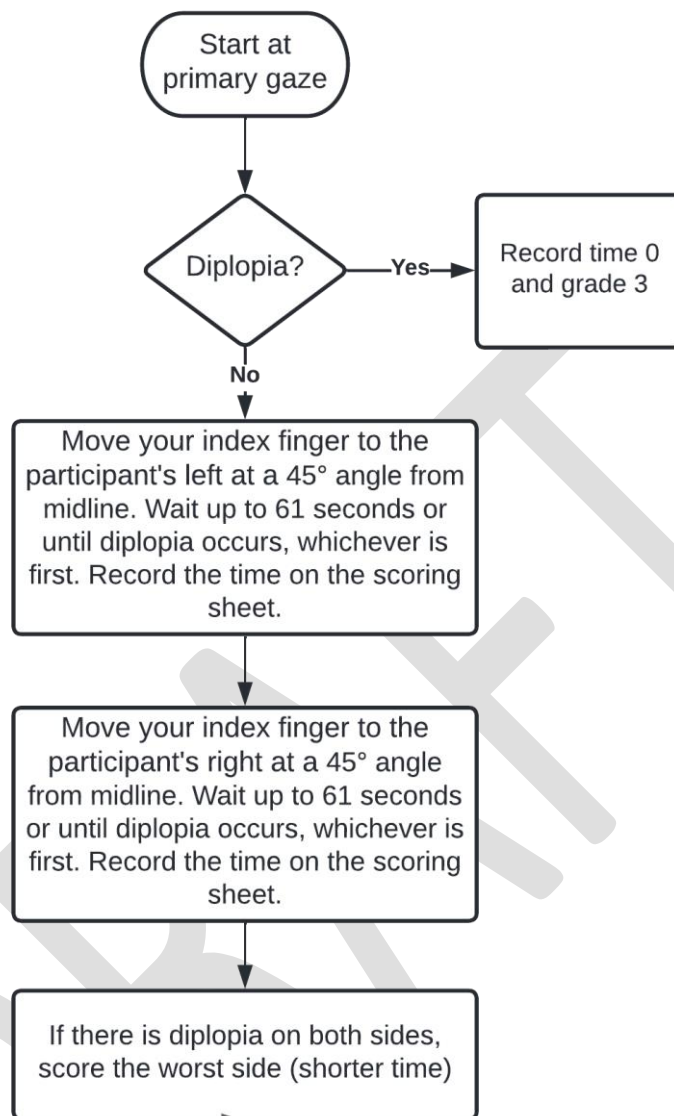 Start at
primary gaze
Diplopia?
Yes
Record time 0
and grade 3
No
Move your index finger to the
participant's left at a 45° angle from
midline. Wait up to 61 seconds or
until diplopia occurs, whichever is
first. Record the time on the scoring
sheet.
Move your index finger to the
participant's right at a 45° angle
from midline. Wait up to 61 seconds
or until diplopia occurs, whichever is
first. Record the time on the scoring
sheet.
If there is diplopia on both sides,
score the worst side (shorter time)